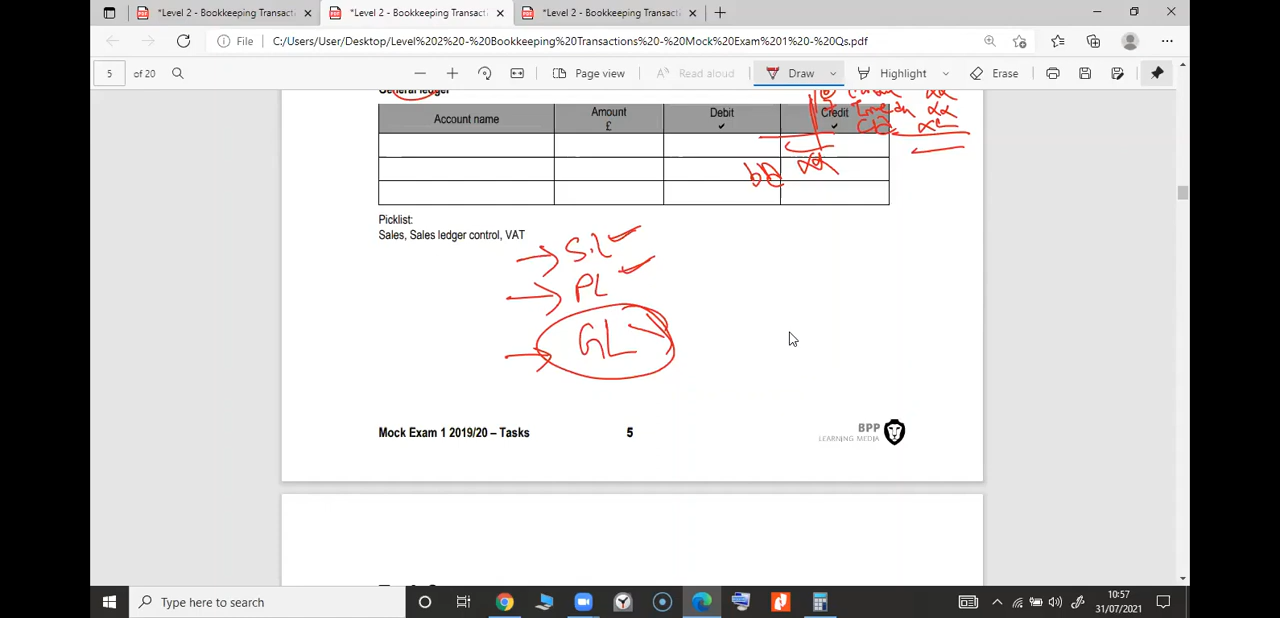 *Level 2 - Bookkeeping Transacti
*Level 2 - Bookkeeping Transact
*Level 2 - Bookkeeping Transacti
File
C:/Users/User/Desktop/Level%202%20-%20Bookkeeping%20Transactions%20-%20Mock%20Exam%201%20-%20Qs.pdf
5 of 20
Page view
Read aloud
Draw
Highlight
Erase
General ledger
Account name
Amount £
Debit ✓
Credit ✓
bd
Picklist:
Sales, Sales ledger control, VAT
SL
PL
GL
Mock Exam 1 2019/20 – Tasks
5
BPP
LEARNING MEDIA
Type here to search
10:57
31/07/2021